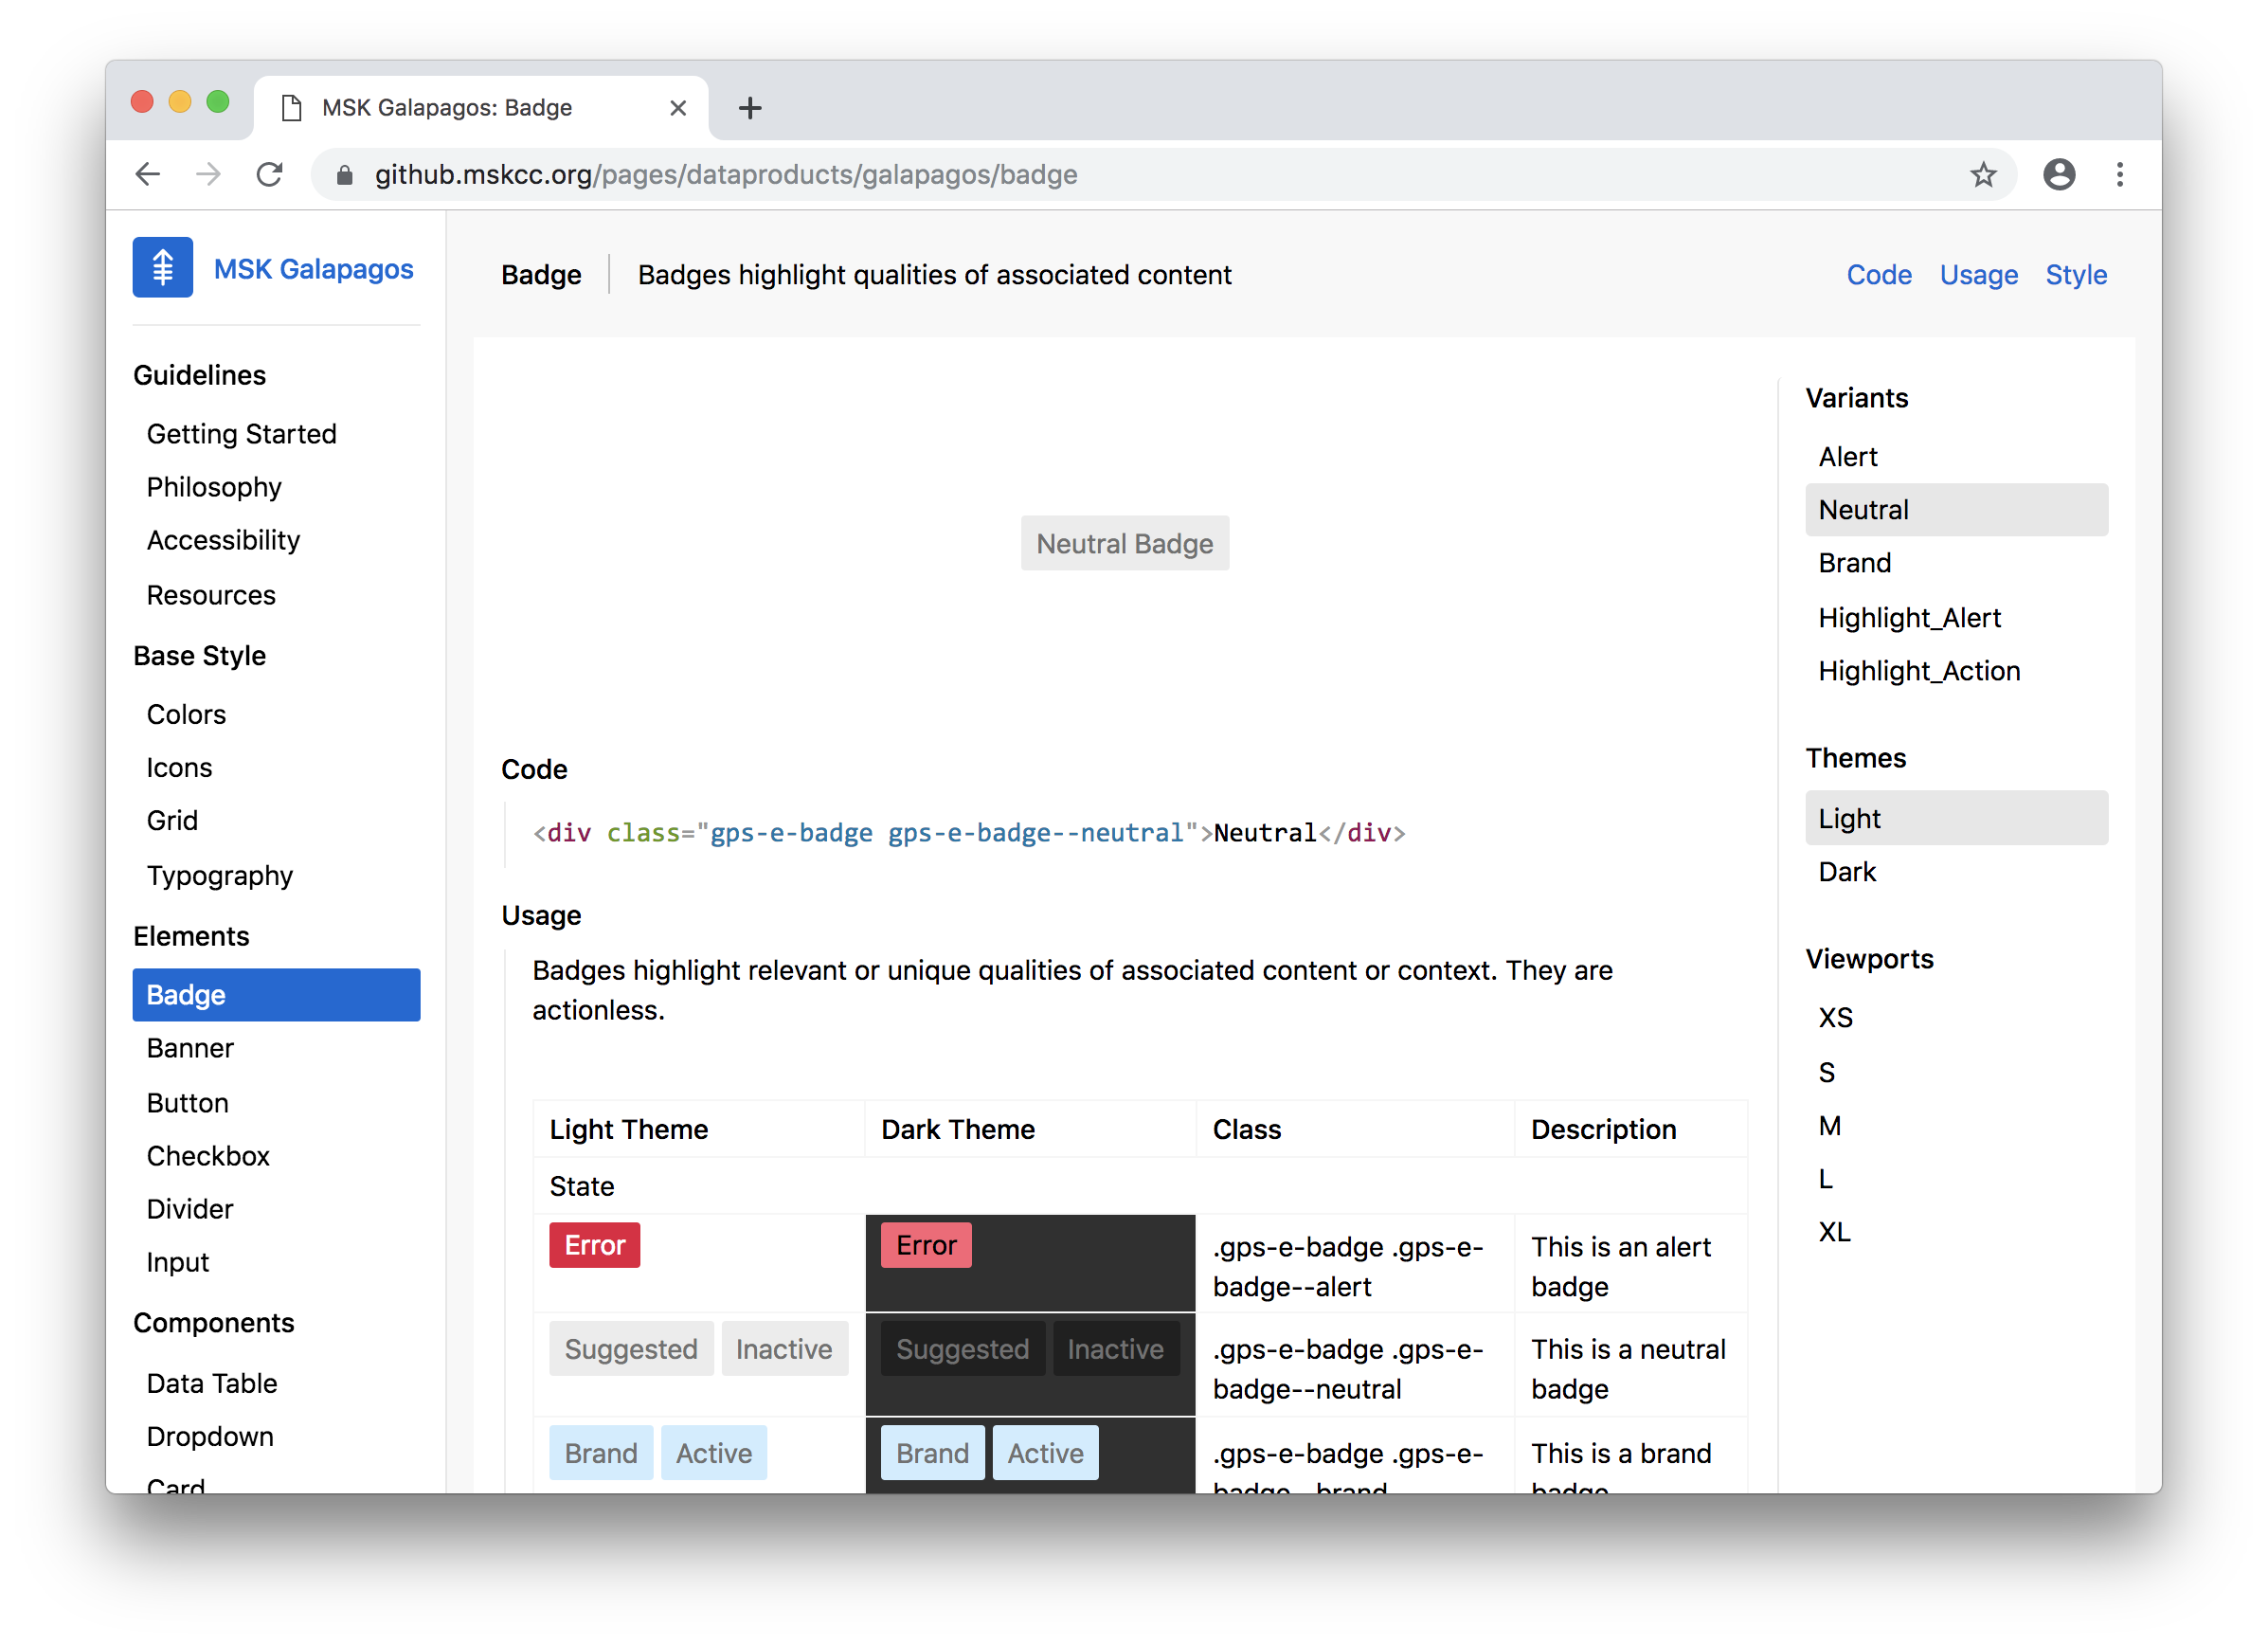 MSK Galapagos: Badge
github.mskcc.org/pages/dataproducts/galapagos/badge
MSK Galapagos
Guidelines
Getting Started
Philosophy
Accessibility
Resources
Base Style
Colors
Icons
Grid
Typography
Elements
Badge
Banner
Button
Checkbox
Divider
Input
Components
Data Table
Dropdown
Card
Badge
Badges highlight qualities of associated content
Code Usage Style
Neutral Badge
Code
<div class="gps-e-badge gps-e-badge--neutral">Neutral</div>
Usage
Badges highlight relevant or unique qualities of associated content or context. They are
actionless.
Light Theme Dark Theme Class Description
State
Error Error .gps-e-badge .gps-e-
badge--alert This is an alert
badge
Suggested Inactive Suggested Inactive .gps-e-badge .gps-e-
badge--neutral This is a neutral
badge
Brand Active Brand Active .gps-e-badge .gps-e-
badge--brand This is a brand
badge
Variants
Alert
Neutral
Brand
Highlight_Alert
Highlight_Action
Themes
Light
Dark
Viewports
XS
S
M
L
XL